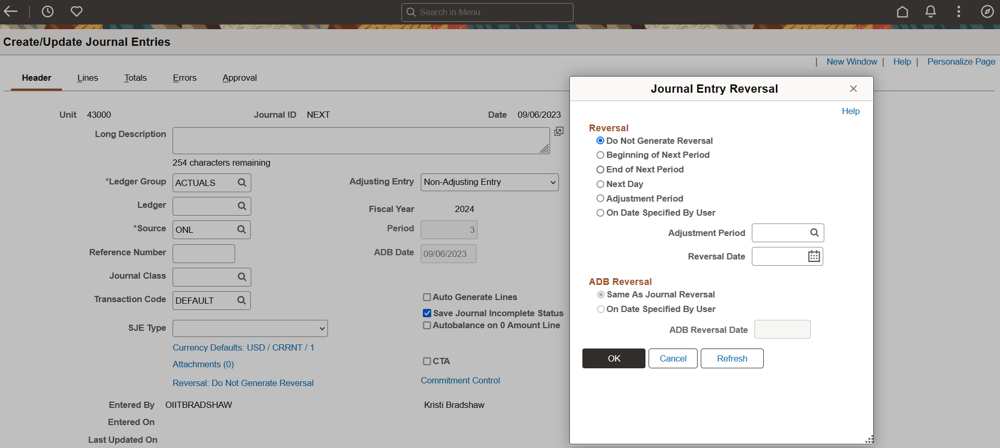 Search in Menu
Create/Update Journal Entries
| New Window | Help | Personalize Page
Header Lines Totals Errors Approval
Unit 43000 Journal ID NEXT Date 09/06/2023
Long Description
254 characters remaining
*Ledger Group ACTUALS Adjusting Entry Non-Adjusting Entry
Ledger Fiscal Year 2024
*Source ONL Period 3
Reference Number ADB Date 09/06/2023
Journal Class
Transaction Code DEFAULT Auto Generate Lines
Save Journal Incomplete Status
SJE Type Autobalance on 0 Amount Line
Currency Defaults: USD / CRRNT / 1
Attachments (0) CTA
Reversal: Do Not Generate Reversal Commitment Control
Entered By OIITBRADSHAW Kristi Bradshaw
Entered On
Last Updated On
Journal Entry Reversal
Help
Reversal
Do Not Generate Reversal
Beginning of Next Period
End of Next Period
Next Day
Adjustment Period
On Date Specified By User
Adjustment Period
Reversal Date
ADB Reversal
Same As Journal Reversal
On Date Specified By User
ADB Reversal Date
OK Cancel Refresh